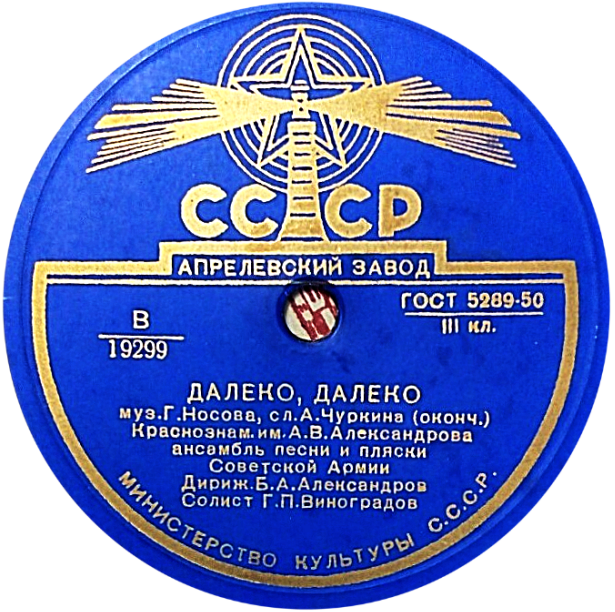 СССР
АПРЕЛЕВСКИЙ ЗАВОД
В
19299
ГОСТ 5289-50
III кл.
ДАЛЕКО, ДАЛЕКО
муз.Г.Носова, сл.А.Чуркина (оконч.)
Краснознам.им.А.В.Александрова
ансамбль песни и пляски
Советской Армии
Дириж.Б.А.Александров
Солист Г.П.Виноградов
МИНИСТЕРСТВО КУЛЬТУРЫ С.С.С.Р.